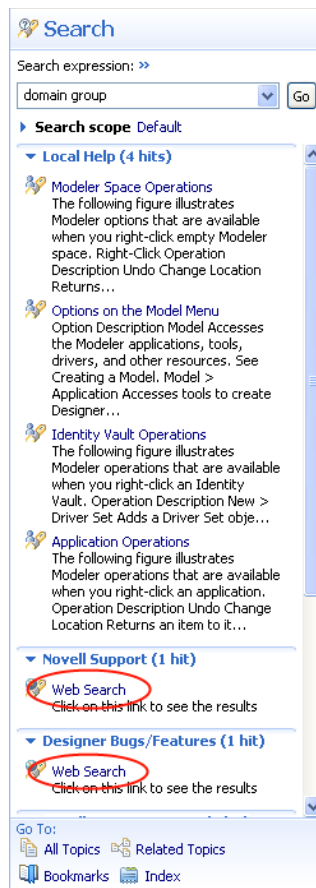 Search
Search expression: >>
domain group
Go
Search scope Default
Local Help (4 hits)
Modeler Space Operations
The following figure illustrates
Modeler options that are available
when you right-click empty Modeler
space. Right-Click Operation
Description Undo Change Location
Returns...
Options on the Model Menu
Option Description Model Accesses
the Modeler applications, tools,
drivers, and other resources. See
Creating a Model. Model >
Application Accesses tools to create
Designer...
Identity Vault Operations
The following figure illustrates
Modeler operations that are available
when you right-click an Identity
Vault. Operation Description New >
Driver Set Adds a Driver Set obje...
Application Operations
The following figure illustrates
Modeler operations that are available
when you right-click an application.
Operation Description Undo Change
Location Returns an item to it...
Novell Support (1 hit)
Web Search
Click on this link to see the results
Designer Bugs/Features (1 hit)
Web Search
Click on this link to see the results
Go To:
All Topics Related Topics
Bookmarks Index